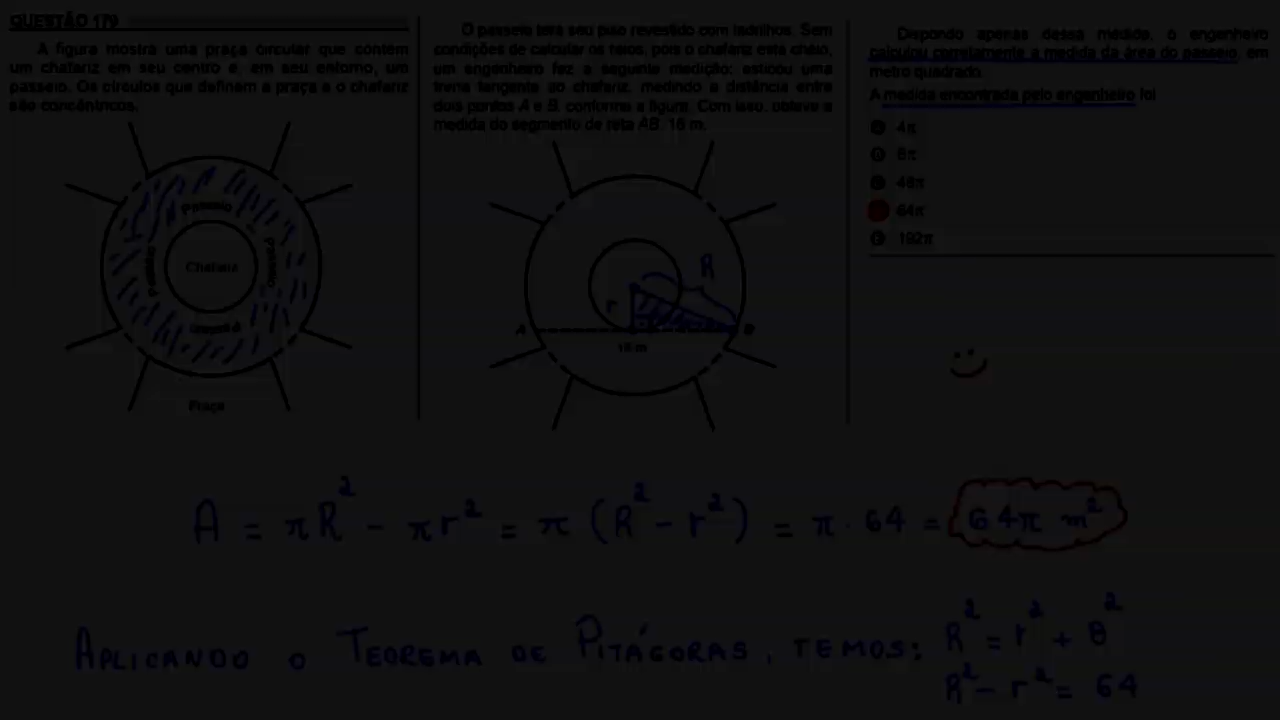 QUESTÃO 179
A figura mostra uma praça circular que contém
um chafariz em seu centro e, em seu entorno, um
passeio. Os círculos que definem a praça e o chafariz
são concêntricos.
Passeio
Passeio
Passeio
Chafariz
Passeio
Praça
O passeio terá seu piso revestido com ladrilhos. Sem
condições de calcular os raios, pois o chafariz está cheio,
um engenheiro fez a seguinte medição: esticou uma
trena tangente ao chafariz, medindo a distância entre
dois pontos A e B, conforme a figura. Com isso, obteve a
medida do segmento de reta AB: 16 m.
R
r
A
B
16 m
Dispondo apenas dessa medida, o engenheiro
calculou corretamente a medida da área do passeio, em
metro quadrado.
A medida encontrada pelo engenheiro foi
A 4π
B 8π
C 48π
64π
E 192π
A = πR² - πr² = π (R² - r²) = π · 64 = 64π m²
APLICANDO O TEOREMA DE PITÁGORAS, TEMOS: R² = r² + 8²
R² - r² = 64